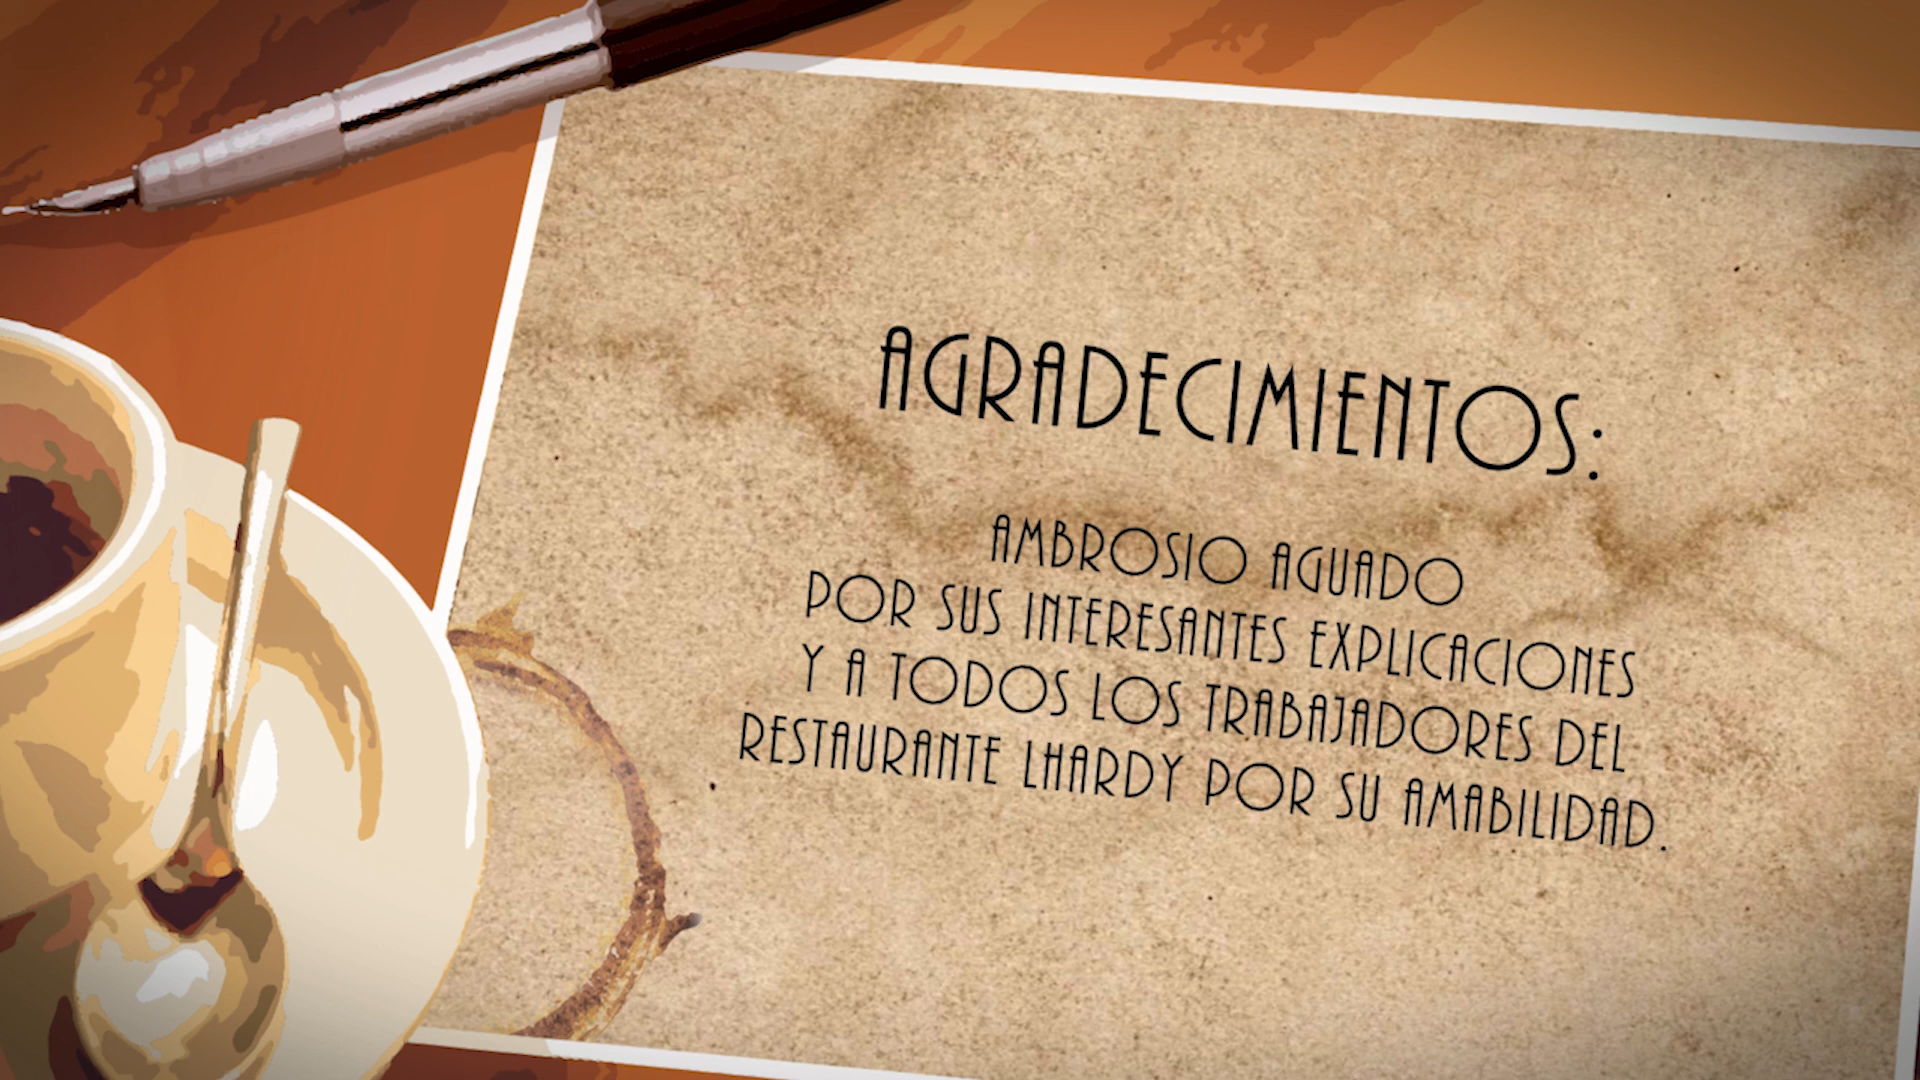 AGRADECIMIENTOS:
AMBROSIO AGUADO
POR SUS INTERESANTES EXPLICACIONES
Y A TODOS LOS TRABAJADORES DEL
RESTAURANTE LHARDY POR SU AMABILIDAD.